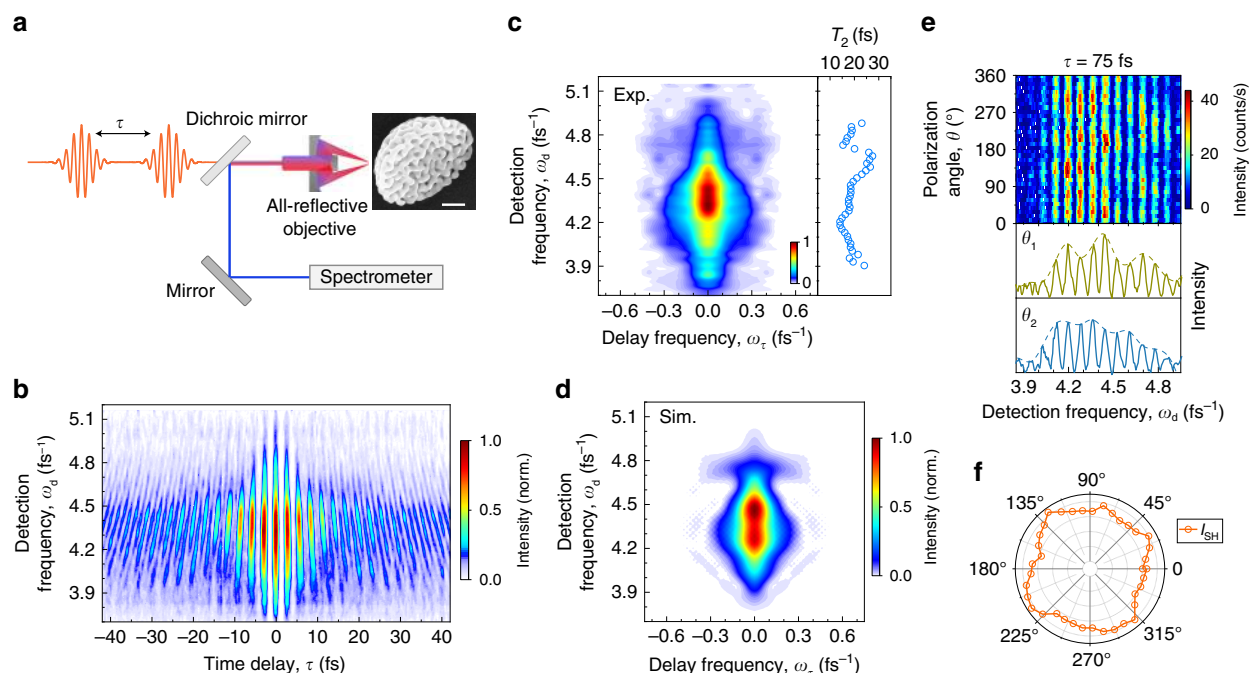 a
τ
Dichroic mirror
All-reflective
objective
Mirror
Spectrometer
b
5.1
4.8
4.5
4.2
3.9
Detection
frequency, ω_d (fs⁻¹)
−40 −30 −20 −10 0 10 20 30 40
Time delay, τ (fs)
1.0
0.5
0.0
Intensity (norm.)
c
T₂ (fs)
10 20 30
Exp.
5.1
4.8
4.5
4.2
3.9
Detection
frequency, ω_d (fs⁻¹)
1
0
−0.6 −0.3 0.0 0.3 0.6
Delay frequency, ω_τ (fs⁻¹)
d
Sim.
5.1
4.8
4.5
4.2
3.9
Detection
frequency, ω_d (fs⁻¹)
−0.6 −0.3 0.0 0.3 0.6
Delay frequency, ω_τ (fs⁻¹)
1.0
0.5
0.0
Intensity (norm.)
e
τ = 75 fs
360
270
180
90
0
Polarization
angle, θ (°)
40
20
0
Intensity (counts/s)
θ₁
θ₂
Intensity
3.9 4.2 4.5 4.8
Detection frequency, ω_d (fs⁻¹)
f
90°
135° 45°
180° 0
225° 315°
270°
I_SH